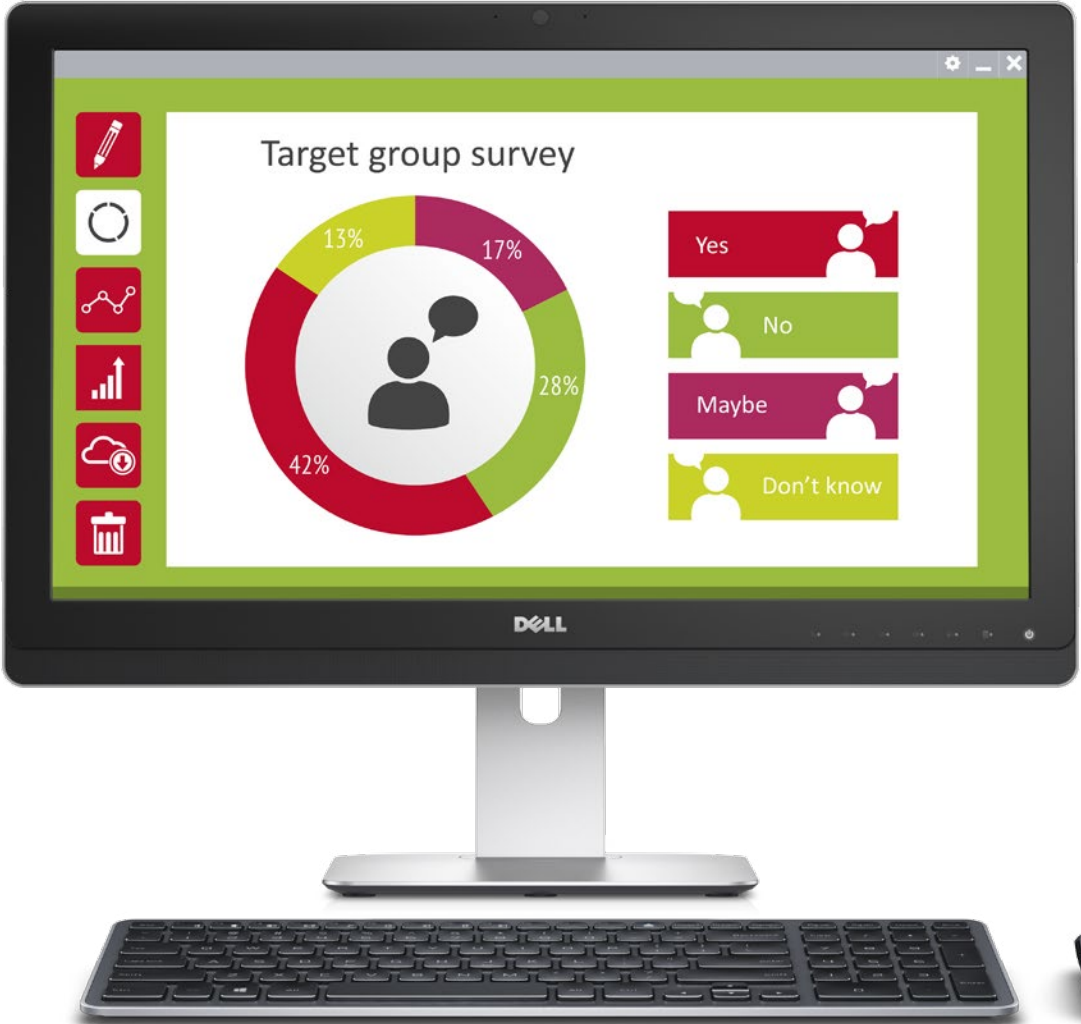 Target group survey
13%
17%
28%
42%
Yes
No
Maybe
Don't know
DELL